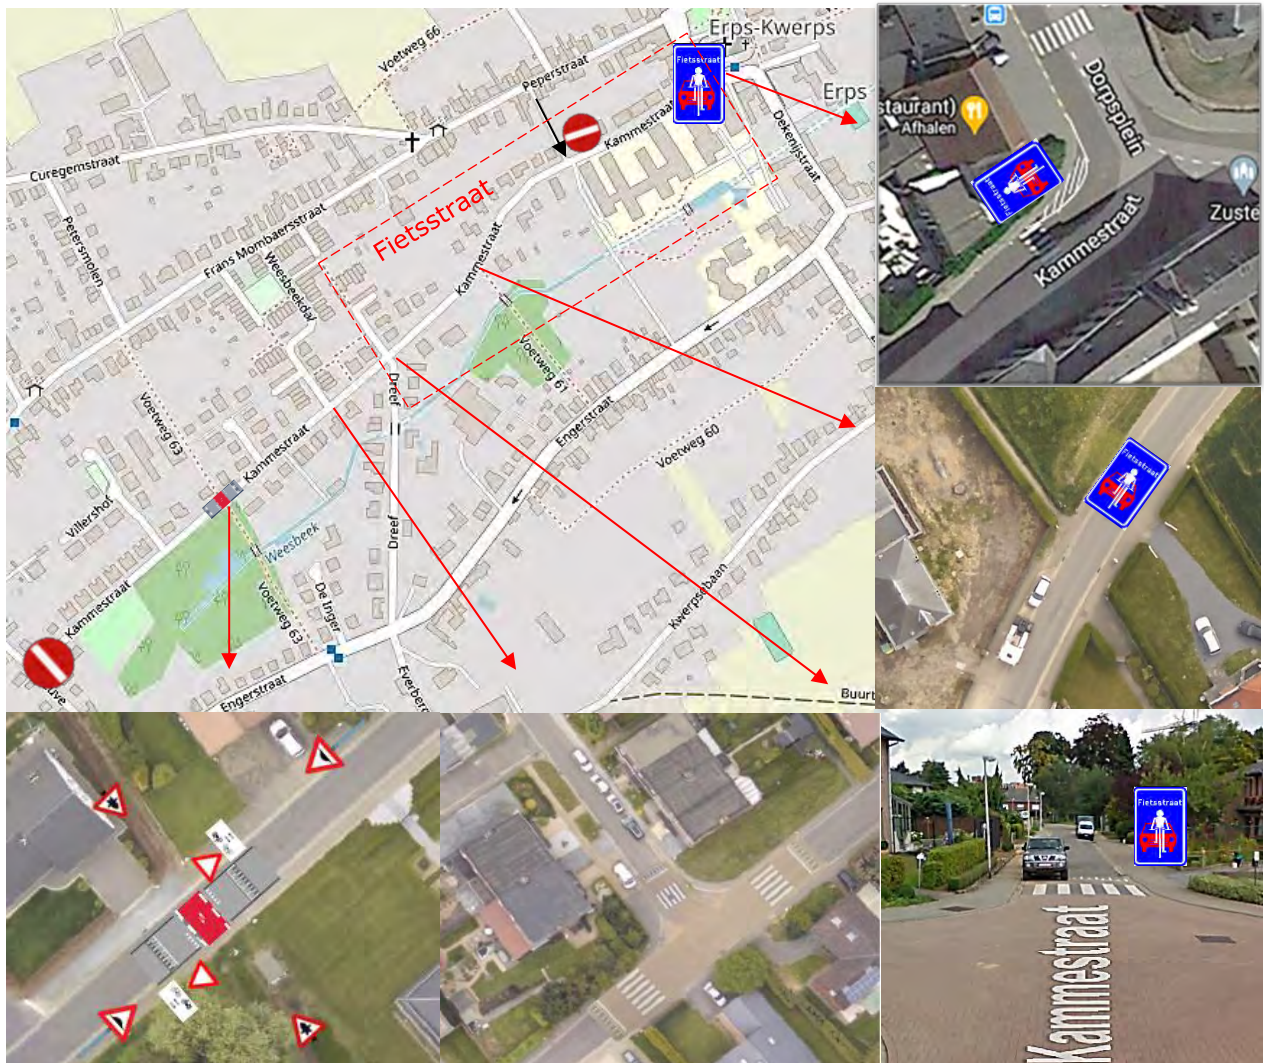 Erps-Kwerps
Voetweg 66
Peperstraat
Fietsstraat
Erps
Kammestraat
Dekenijstraat
Curegemstraat
Petersmolen
Frans Mombaersstraat
Weesbeekdal
Fietsstraat
Kammestraat
Voetweg 61
Dreef
Engerstraat
Voetweg 60
Voetweg 63
Kammestraat
Villershof
Weesbeek
Dreef
Kammestraat
Voetweg 63
De Inger
Kwerpsebaan
Engerstraat
Everberg
Buurt
staurant)
Afhalen
Dorpsplein
Fietsstraat
Kammestraat
Zuste
Fietsstraat
Fietsstraat
Kammestraat